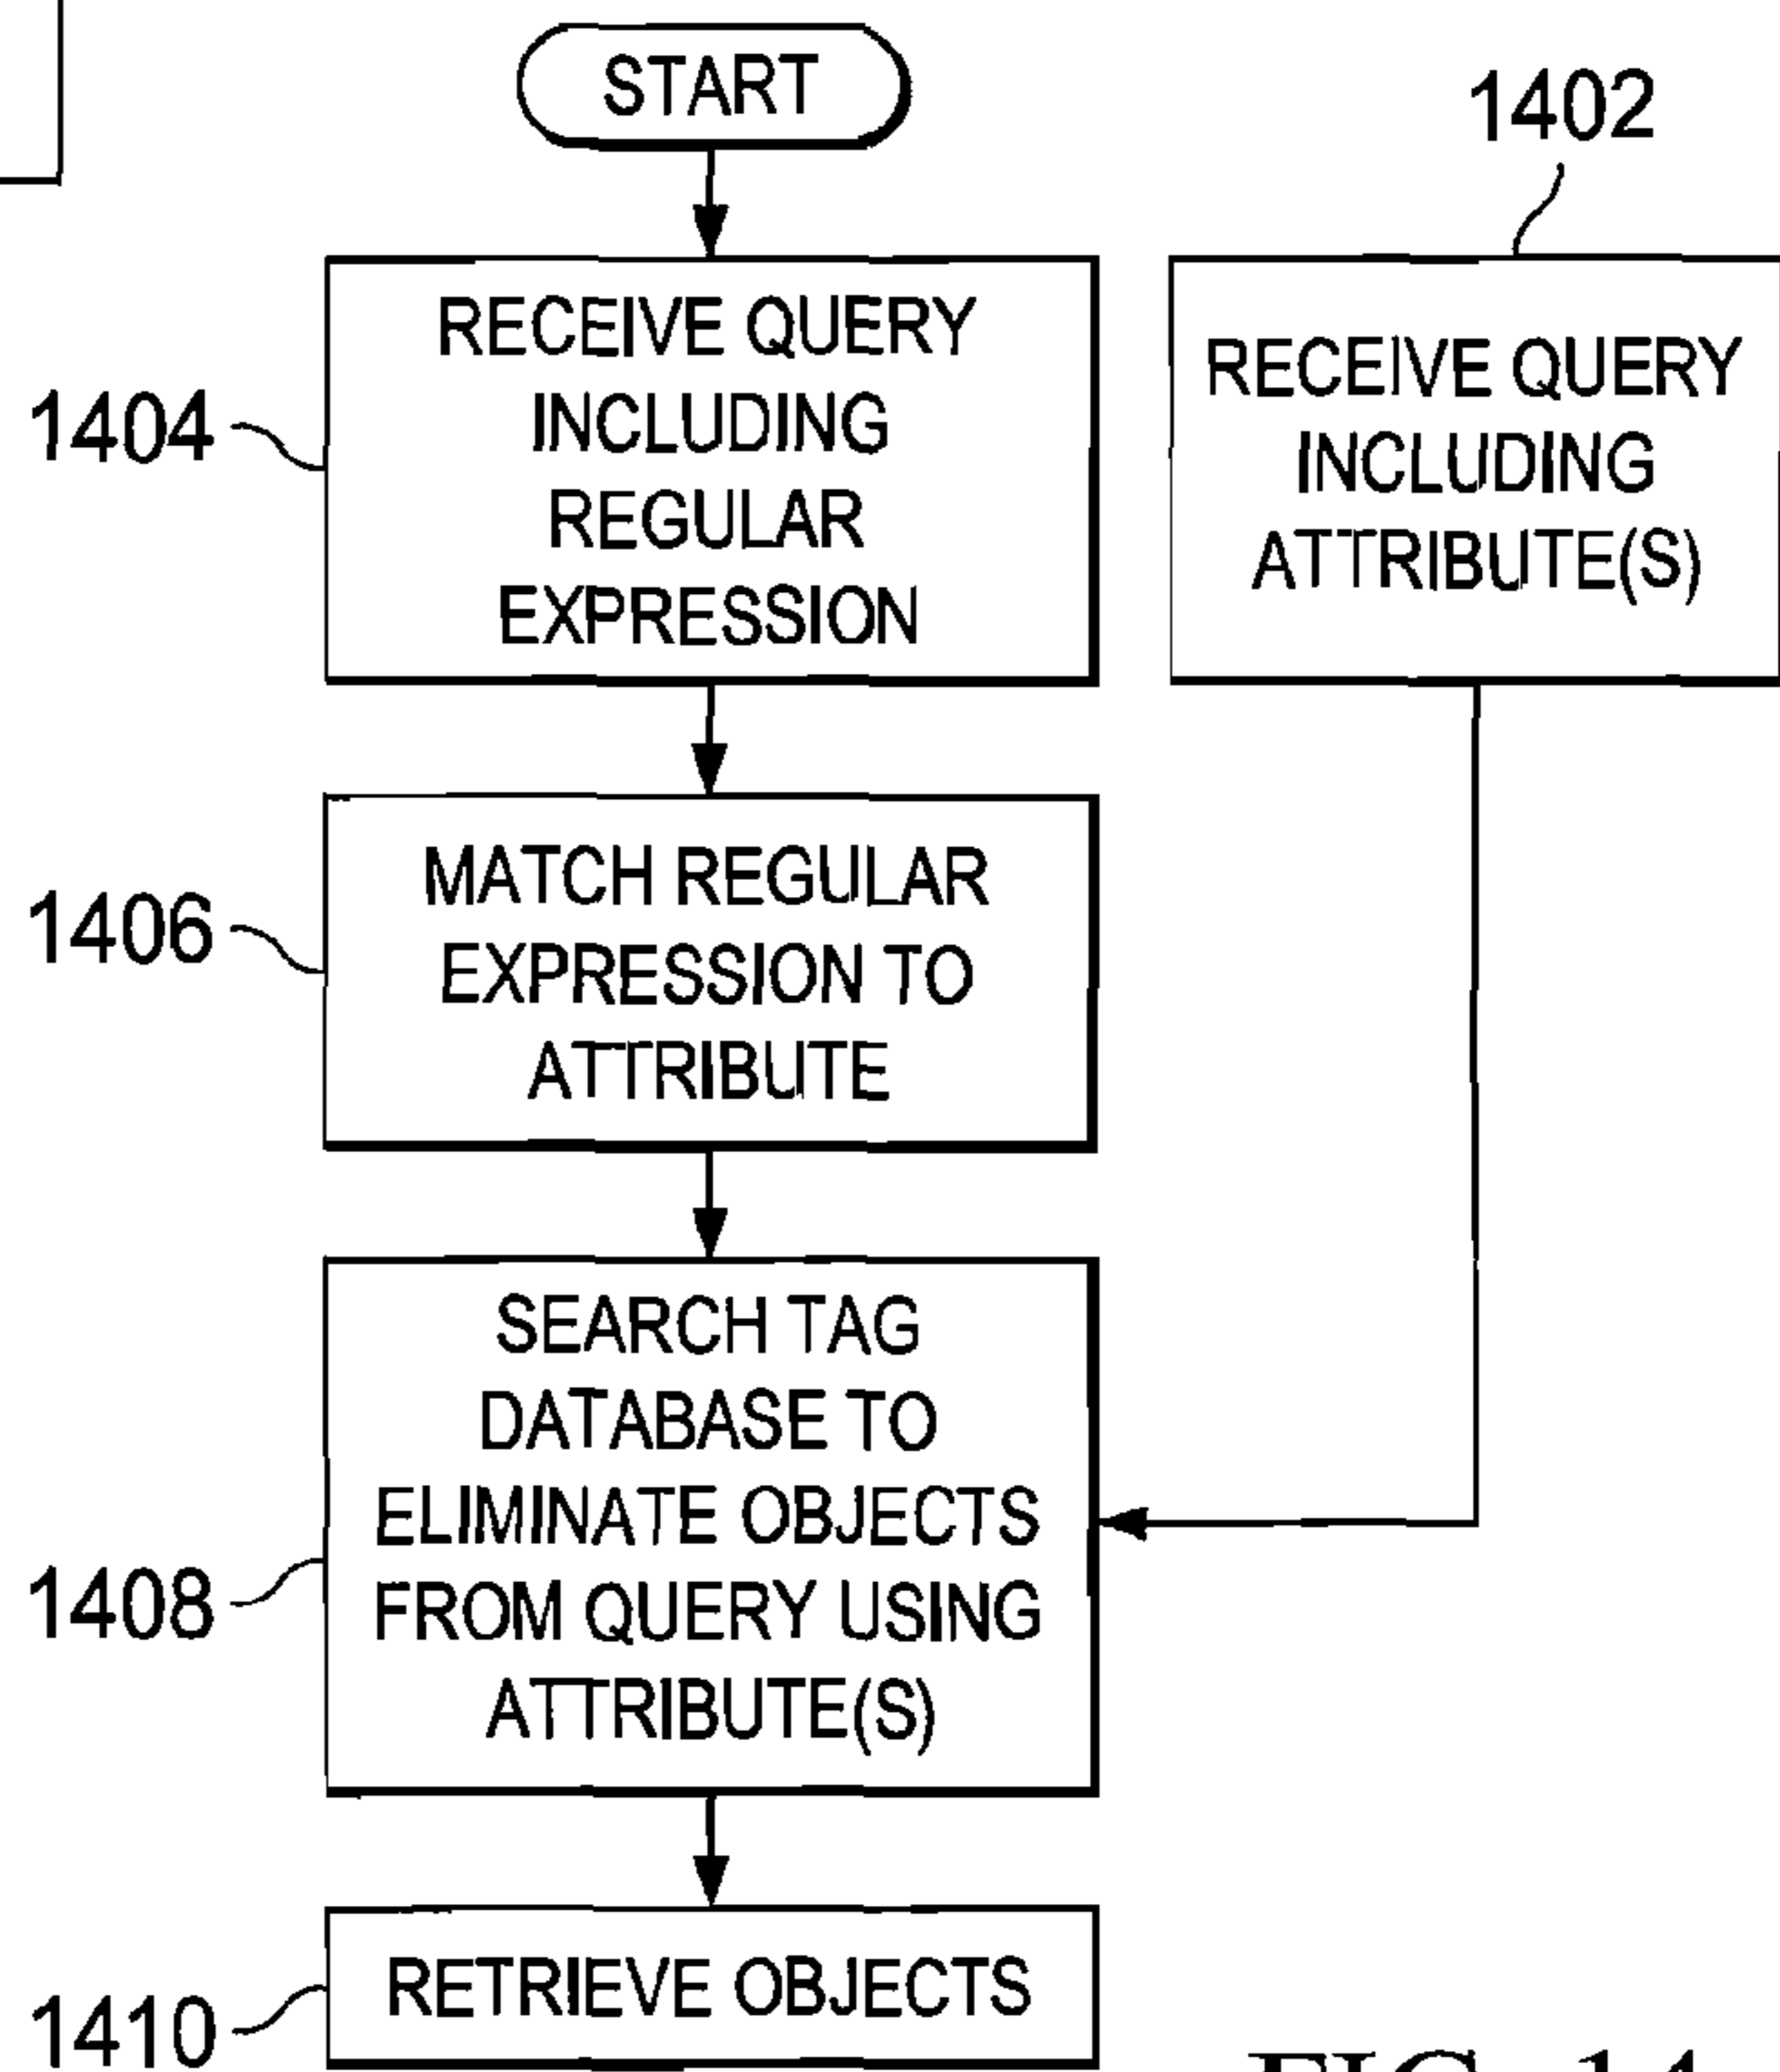 START
1402
RECEIVE QUERY
INCLUDING
REGULAR
EXPRESSION
1404
RECEIVE QUERY
INCLUDING
ATTRIBUTE(S)
MATCH REGULAR
EXPRESSION TO
ATTRIBUTE
1406
SEARCH TAG
DATABASE TO
ELIMINATE OBJECTS
FROM QUERY USING
ATTRIBUTE(S)
1408
RETRIEVE OBJECTS
1410